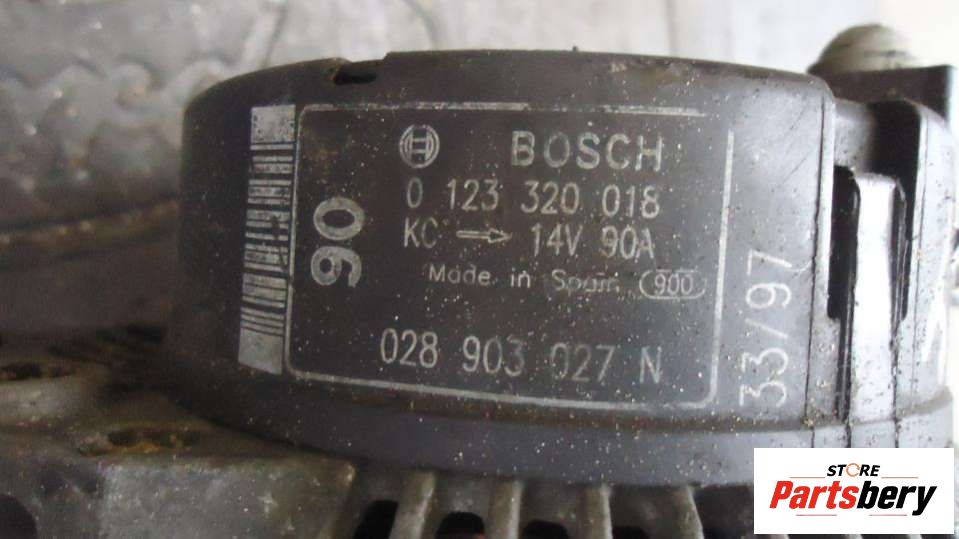 BOSCH
0 123 320 018
KC → 14V 90A
Made in Spain 900
028 903 027 N
90
33/97
STORE
Partsbery